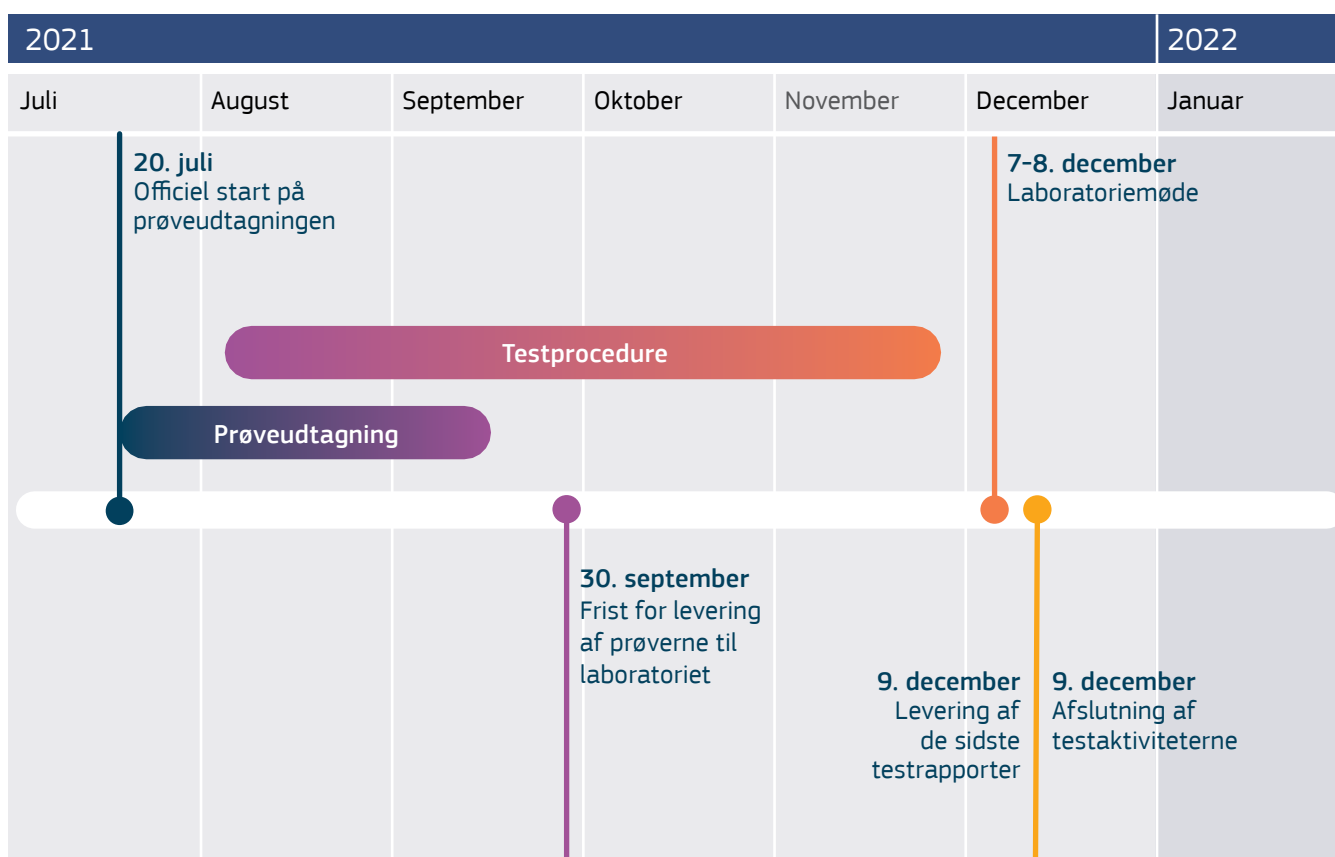 2021
2022
Juli
August
September
Oktober
November
December
Januar
20. juli
Officiel start på
prøveudtagningen
7-8. december
Laboratoriemøde
Testprocedure
Prøveudtagning
30. september
Frist for levering
af prøverne til
laboratoriet
9. december
Levering af
de sidste
testrapporter
9. december
Afslutning af
testaktiviteterne